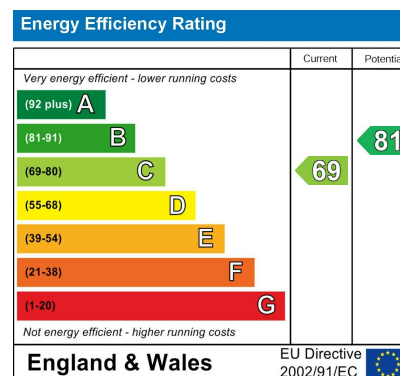 Energy Efficiency Rating
Current Potentia
Very energy efficient - lower running costs
(92 plus) A
(81-91) B 81
(69-80) C 69
(55-68) D
(39-54) E
(21-38) F
(1-20) G
Not energy efficient - higher running costs
England & Wales
EU Directive
2002/91/EC